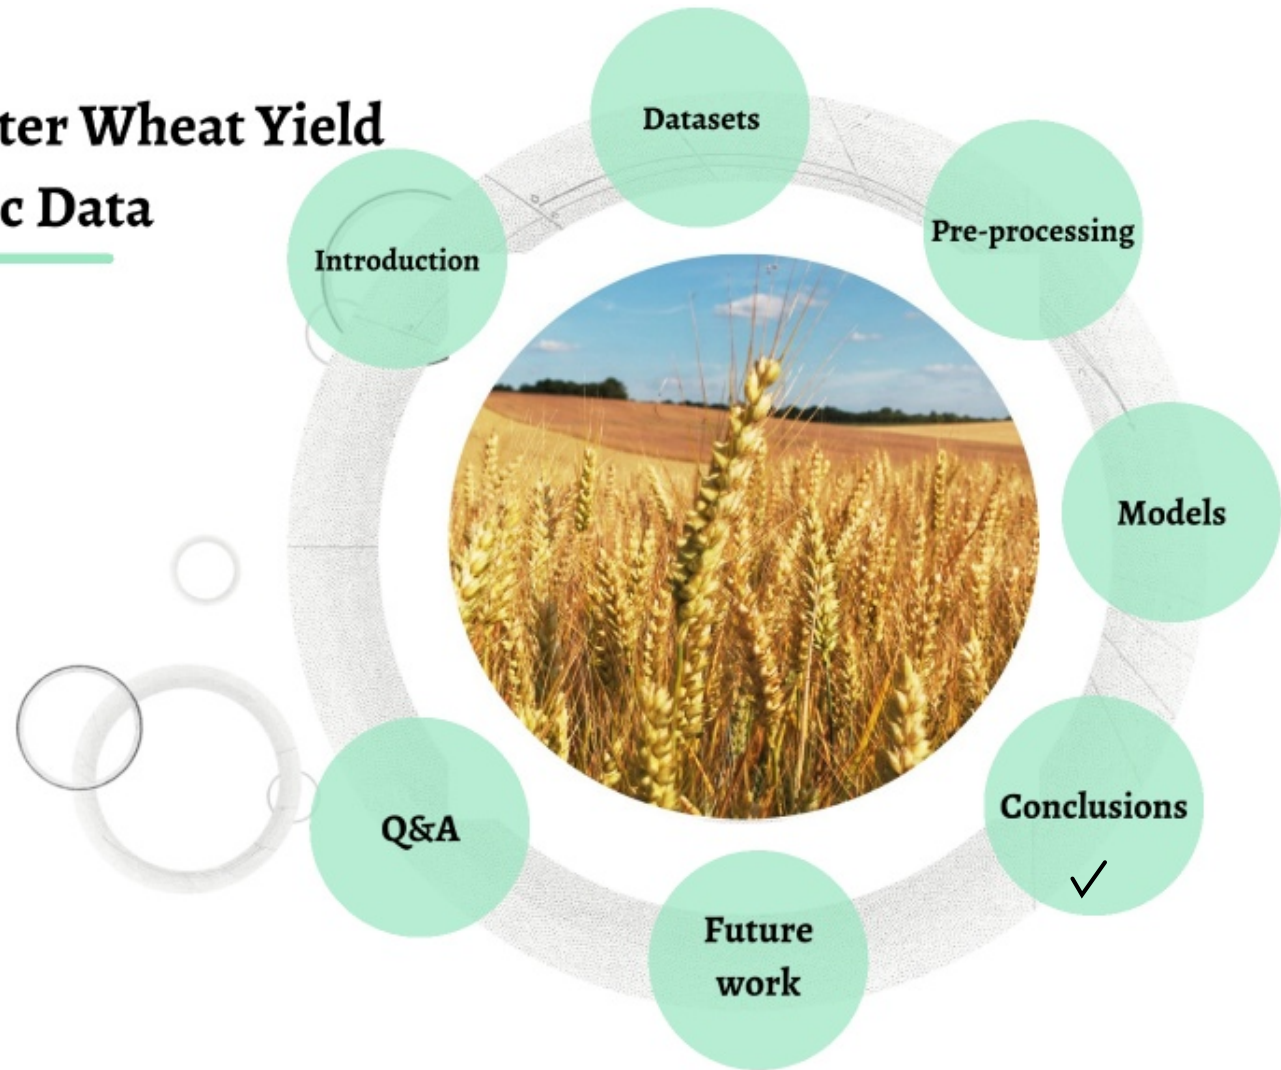 ter Wheat Yield
c Data
Introduction
Datasets
Pre-processing
Models
Conclusions
Future
work
Q&A